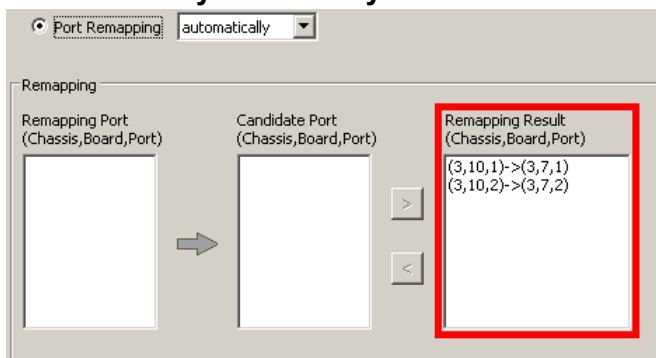 Port Remapping automatically
Remapping
Remapping Port
(Chassis,Board,Port)
Candidate Port
(Chassis,Board,Port)
>
<
Remapping Result
(Chassis,Board,Port)
(3,10,1)->(3,7,1)
(3,10,2)->(3,7,2)